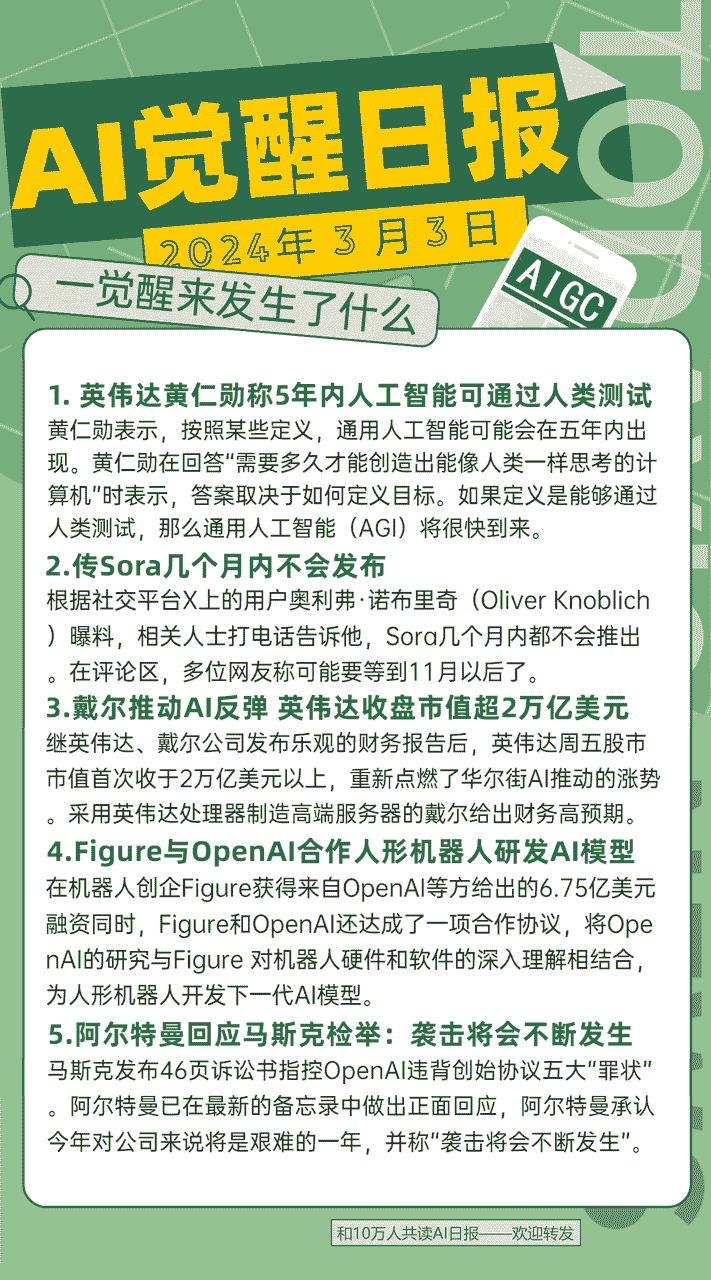 AI觉醒日报
2024年3月3日
一觉醒来发生了什么
AIGC
1. 英伟达黄仁勋称5年内人工智能可通过人类测试
黄仁勋表示，按照某些定义，通用人工智能可能会在五年内出
现。黄仁勋在回答“需要多久才能创造出能像人类一样思考的计
算机”时表示，答案取决于如何定义目标。如果定义是能够通过
人类测试，那么通用人工智能（AGI）将很快到来。
2.传Sora几个月内不会发布
根据社交平台X上的用户奥利弗·诺布里奇（Oliver Knoblich
）曝料，相关人士打电话告诉他，Sora几个月内都不会推出
。在评论区，多位网友称可能要等到11月以后了。
3.戴尔推动AI反弹 英伟达收盘市值超2万亿美元
继英伟达、戴尔公司发布乐观的财务报告后，英伟达周五股市
市值首次收于2万亿美元以上，重新点燃了华尔街AI推动的涨势
。采用英伟达处理器制造高端服务器的戴尔给出财务高预期。
4.Figure与OpenAI合作人形机器人研发AI模型
在机器人创企Figure获得来自OpenAI等方给出的6.75亿美元
融资同时，Figure和OpenAI还达成了一项合作协议，将Ope
nAI的研究与Figure 对机器人硬件和软件的深入理解相结合，
为人形机器人开发下一代AI模型。
5.阿尔特曼回应马斯克检举：袭击将会不断发生
马斯克发布46页诉讼书指控OpenAI违背创始协议五大“罪状”
。阿尔特曼已在最新的备忘录中做出正面回应，阿尔特曼承认
今年对公司来说将是艰难的一年，并称“袭击将会不断发生”。
和10万人共读AI日报——欢迎转发